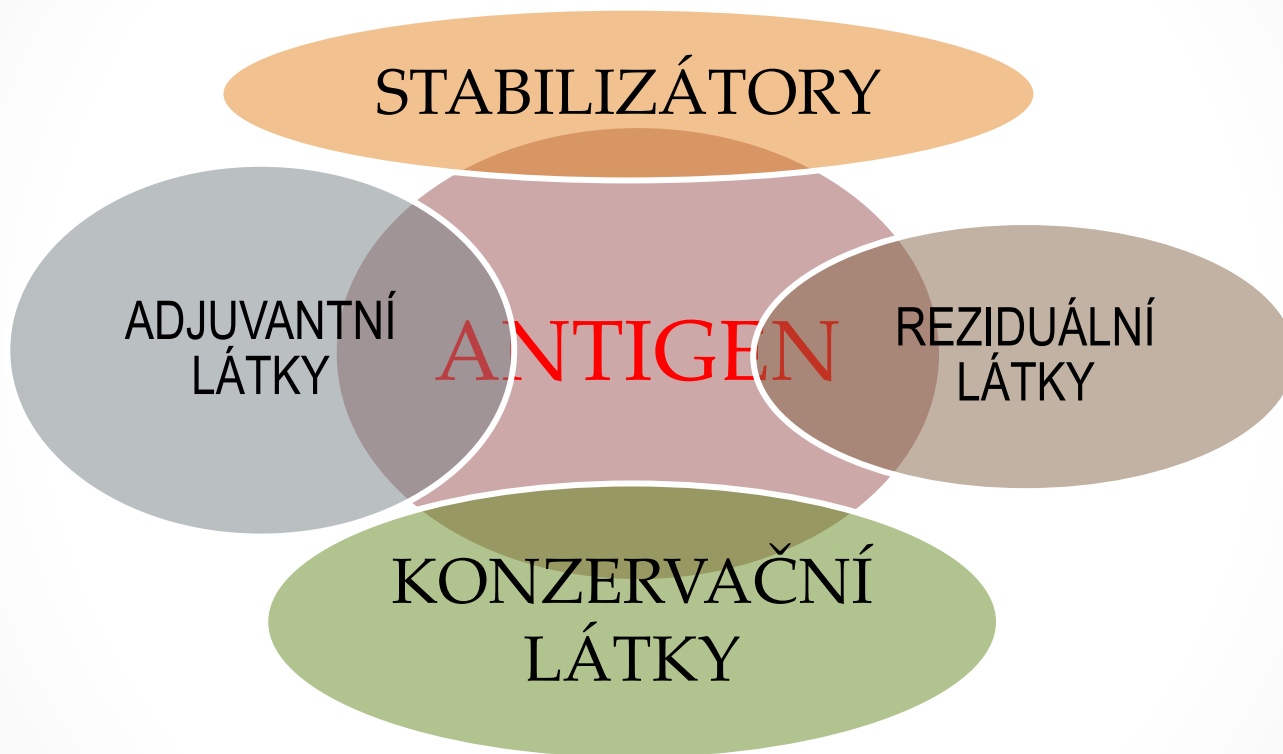 STABILIZÁTORY
ADJUVANTNÍ
LÁTKY
ANTIGEN
REZIDUÁLNÍ
LÁTKY
KONZERVAČNÍ
LÁTKY